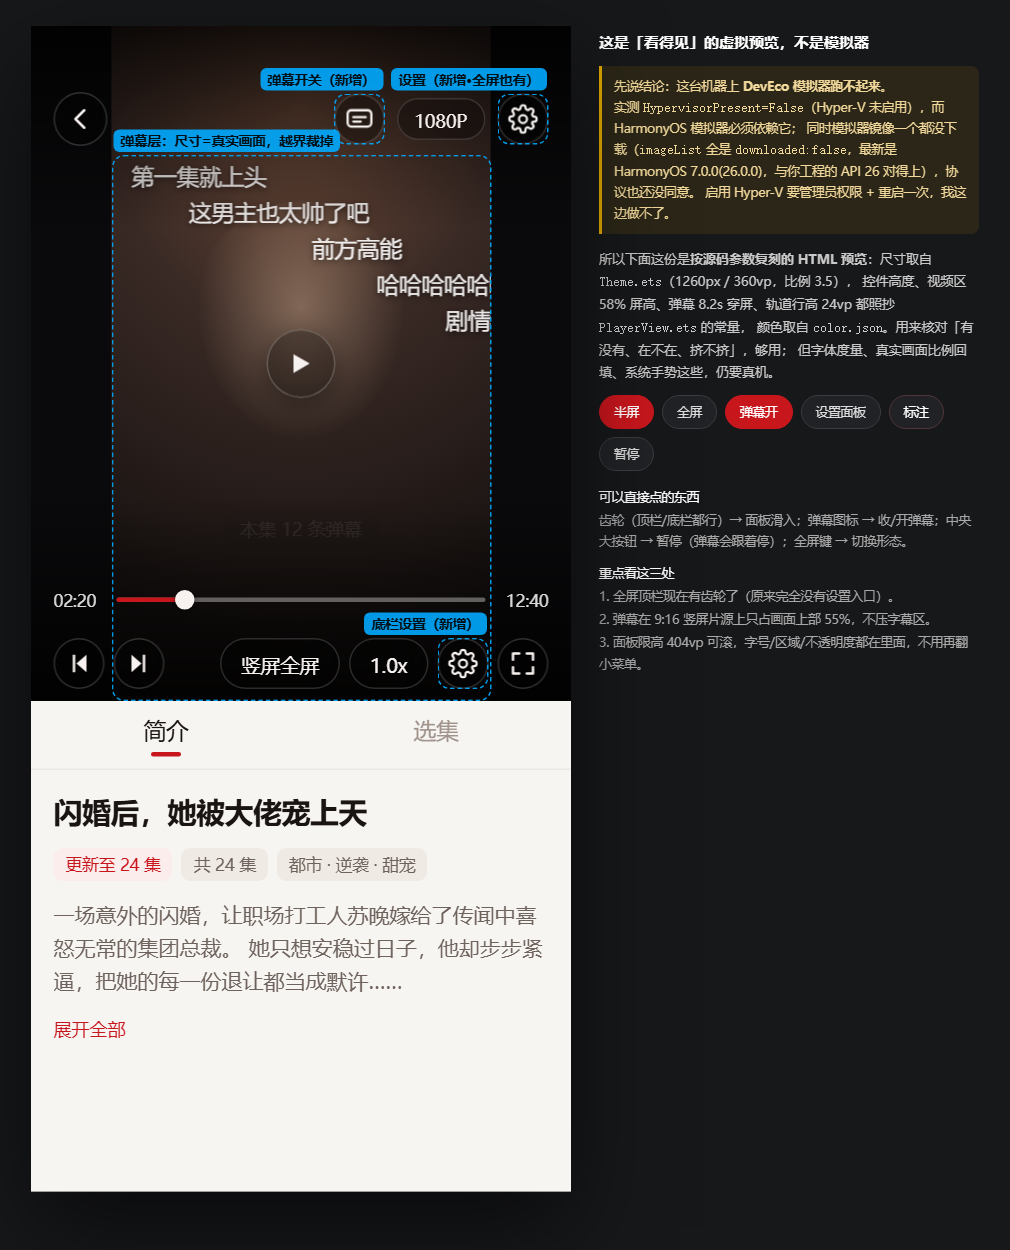 弹幕开关（新增）
设置（新增·全屏也有）
1080P
弹幕层：尺寸=真实画面，越界裁掉
第一集就上头
这男主也太帅了吧
前方高能
哈哈哈哈哈
剧情
本集 12 条弹幕
02:20
12:40
底栏设置（新增）
竖屏全屏
1.0x
简介
选集
闪婚后，她被大佬宠上天
更新至 24 集
共 24 集
都市 · 逆袭 · 甜宠
一场意外的闪婚，让职场打工人苏晚嫁给了传闻中喜
怒无常的集团总裁。 她只想安稳过日子，他却步步紧
逼，把她的每一份退让都当成默许……
展开全部
这是「看得见」的虚拟预览，不是模拟器
先说结论：这台机器上 DevEco 模拟器跑不起来。
实测 HypervisorPresent=False（Hyper-V 未启用），而
HarmonyOS 模拟器必须依赖它； 同时模拟器镜像一个都没下
载（imageList 全是 downloaded:false，最新是
HarmonyOS 7.0.0(26.0.0)，与你工程的 API 26 对得上），协
议也还没同意。 启用 Hyper-V 要管理员权限 + 重启一次，我这
边做不了。
所以下面这份是按源码参数复刻的 HTML 预览：尺寸取自
Theme.ets（1260px / 360vp，比例 3.5）， 控件高度、视频区
58% 屏高、弹幕 8.2s 穿屏、轨道行高 24vp 都照抄
PlayerView.ets 的常量， 颜色取自 color.json。用来核对「有
没有、在不在、挤不挤」，够用； 但字体度量、真实画面比例回
填、系统手势这些，仍要真机。
半屏
全屏
弹幕开
设置面板
标注
暂停
可以直接点的东西
齿轮（顶栏/底栏都行）→ 面板滑入；弹幕图标 → 收/开弹幕；中央
大按钮 → 暂停（弹幕会跟着停）；全屏键 → 切换形态。
重点看这三处
1. 全屏顶栏现在有齿轮了（原来完全没有设置入口）。
2. 弹幕在 9:16 竖屏片源上只占画面上部 55%，不压字幕区。
3. 面板限高 404vp 可滚，字号/区域/不透明度都在里面，不用再翻
小菜单。